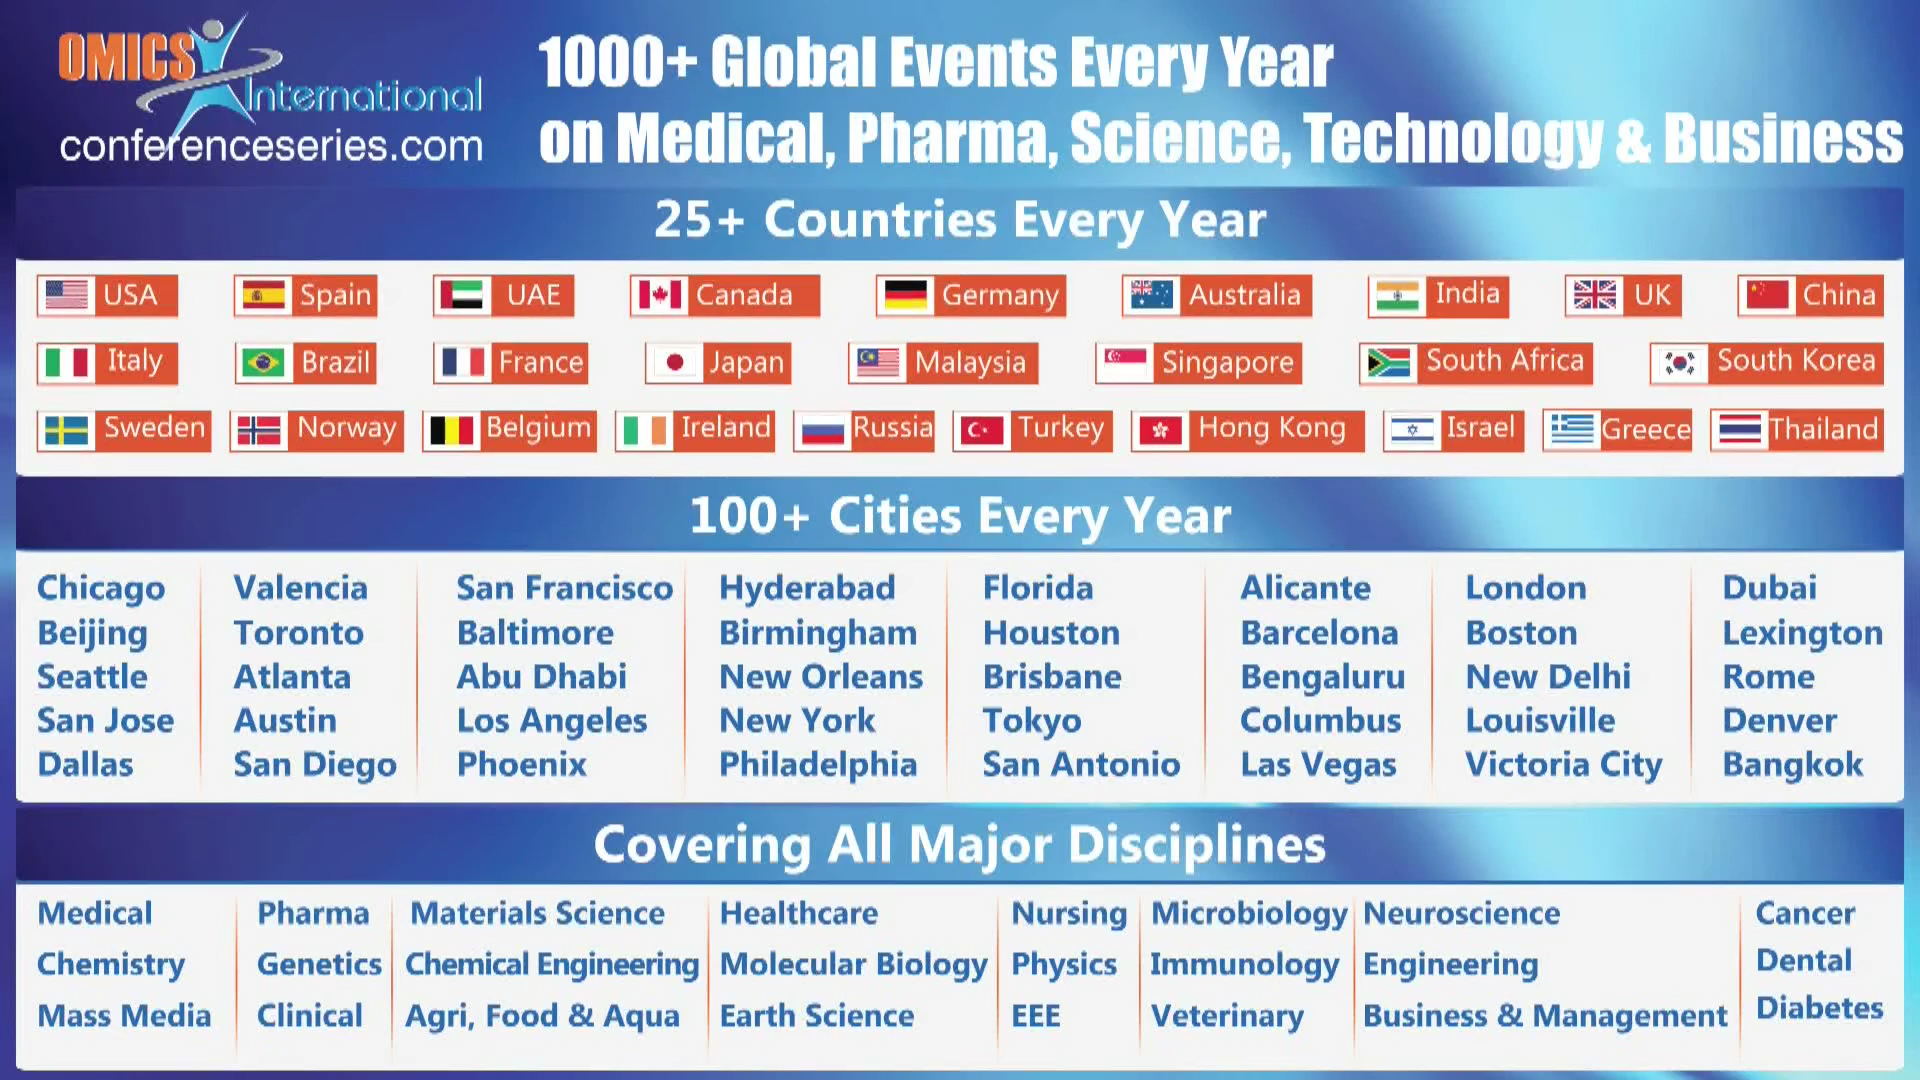 OMICS International
conferenceseries.com
1000+ Global Events Every Year
on Medical, Pharma, Science, Technology & Business
25+ Countries Every Year
USA Spain UAE Canada Germany Australia India UK China
Italy Brazil France Japan Malaysia Singapore South Africa South Korea
Sweden Norway Belgium Ireland Russia Turkey Hong Kong Israel Greece Thailand
100+ Cities Every Year
Chicago Valencia San Francisco Hyderabad Florida Alicante London Dubai
Beijing Toronto Baltimore Birmingham Houston Barcelona Boston Lexington
Seattle Atlanta Abu Dhabi New Orleans Brisbane Bengaluru New Delhi Rome
San Jose Austin Los Angeles New York Tokyo Columbus Louisville Denver
Dallas San Diego Phoenix Philadelphia San Antonio Las Vegas Victoria City Bangkok
Covering All Major Disciplines
Medical Pharma Materials Science Healthcare Nursing Microbiology Neuroscience Cancer
Chemistry Genetics Chemical Engineering Molecular Biology Physics Immunology Engineering Dental
Mass Media Clinical Agri, Food & Aqua Earth Science EEE Veterinary Business & Management Diabetes